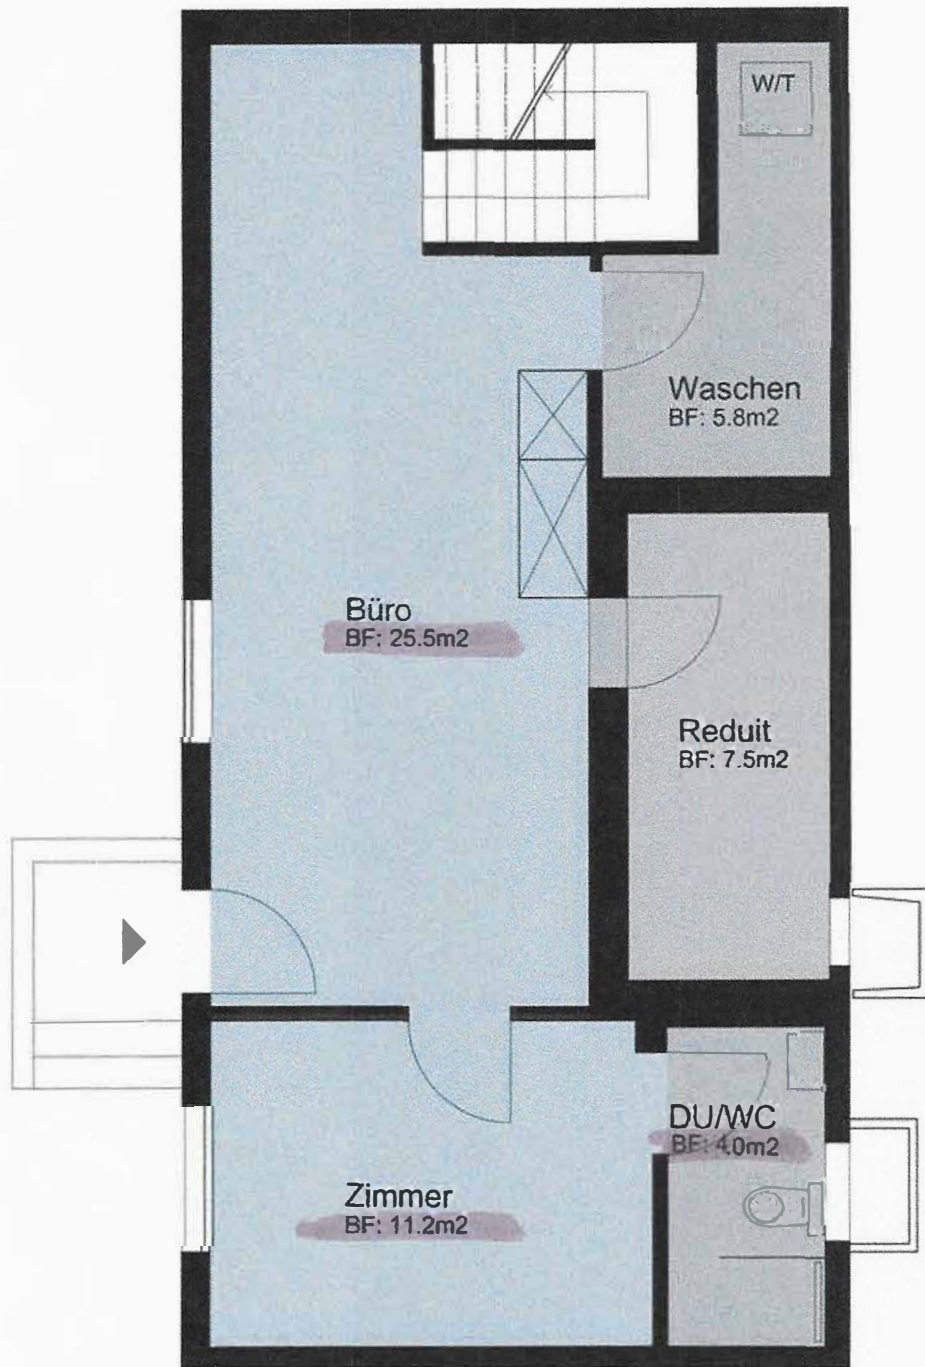 W/T
Waschen
BF: 5.8m2
Büro
BF: 25.5m2
Reduit
BF: 7.5m2
DU/WC
BF: 4.0m2
Zimmer
BF: 11.2m2